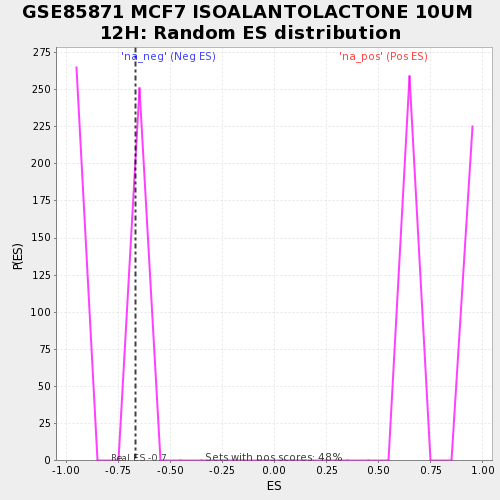 GSE85871 MCF7 ISOALANTOLACTONE 10UM
12H: Random ES distribution
'na_neg' (Neg ES)
'na_pos' (Pos ES)
275
250
225
200
175
150
125
100
75
50
25
0
P(ES)
Real ES -0.7
Sets with pos scores: 48%
-1.00 -0.75 -0.50 -0.25 0.00 0.25 0.50 0.75 1.00
ES